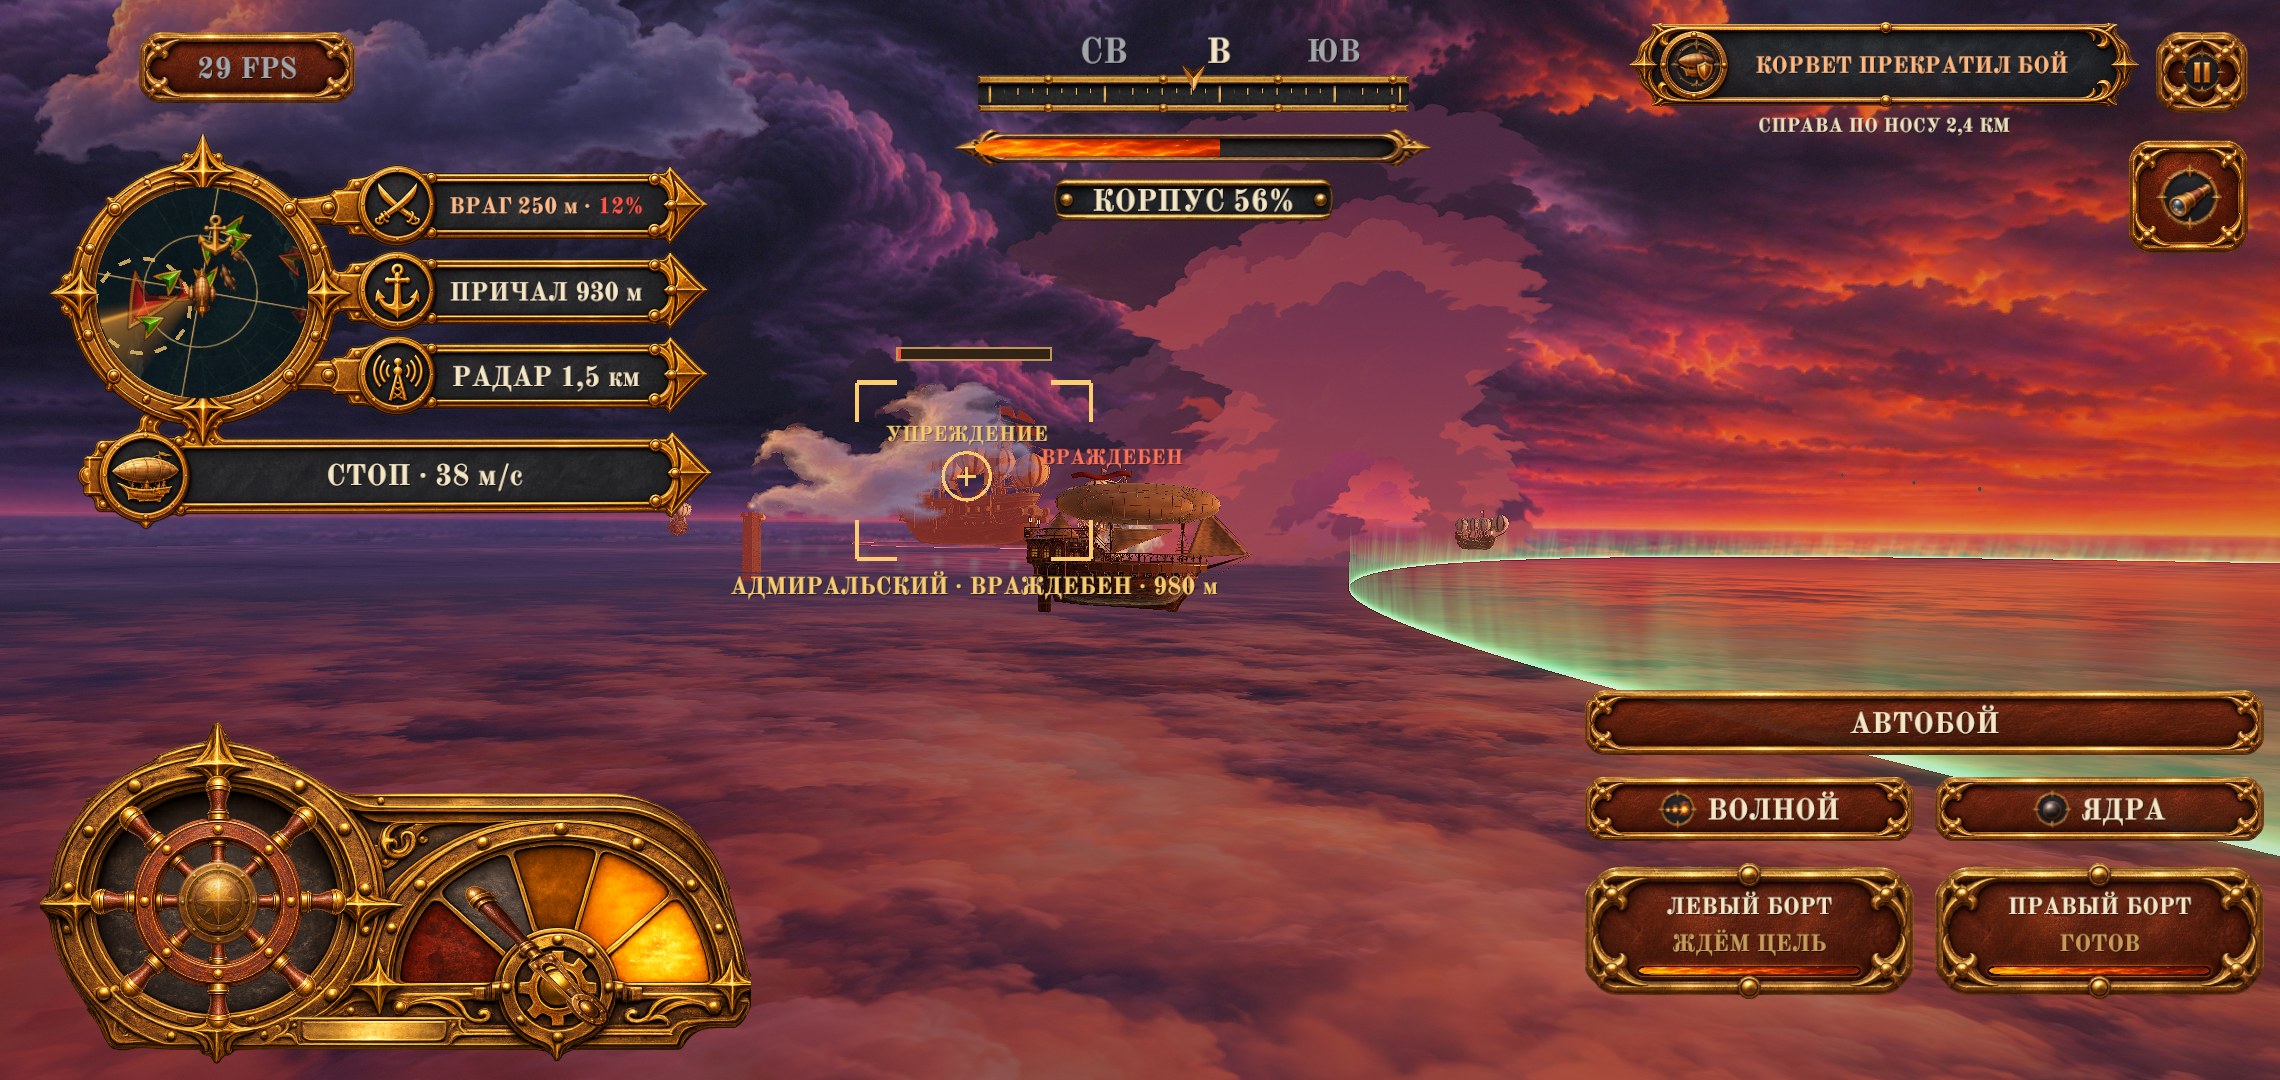 29 FPS
СВ В ЮВ
КОРВЕТ ПРЕКРАТИЛ БОЙ
СПРАВА ПО НОСУ 2,4 КМ
КОРПУС 56%
ВРАГ 250 м · 12%
ПРИЧАЛ 930 м
РАДАР 1,5 км
СТОП · 38 м/с
УПРЕЖДЕНИЕ
ВРАЖДЕБЕН
АДМИРАЛЬСКИЙ · ВРАЖДЕБЕН · 980 м
АВТОБОЙ
ВОЛНОЙ
ЯДРА
ЛЕВЫЙ БОРТ
ЖДЁМ ЦЕЛЬ
ПРАВЫЙ БОРТ
ГОТОВ